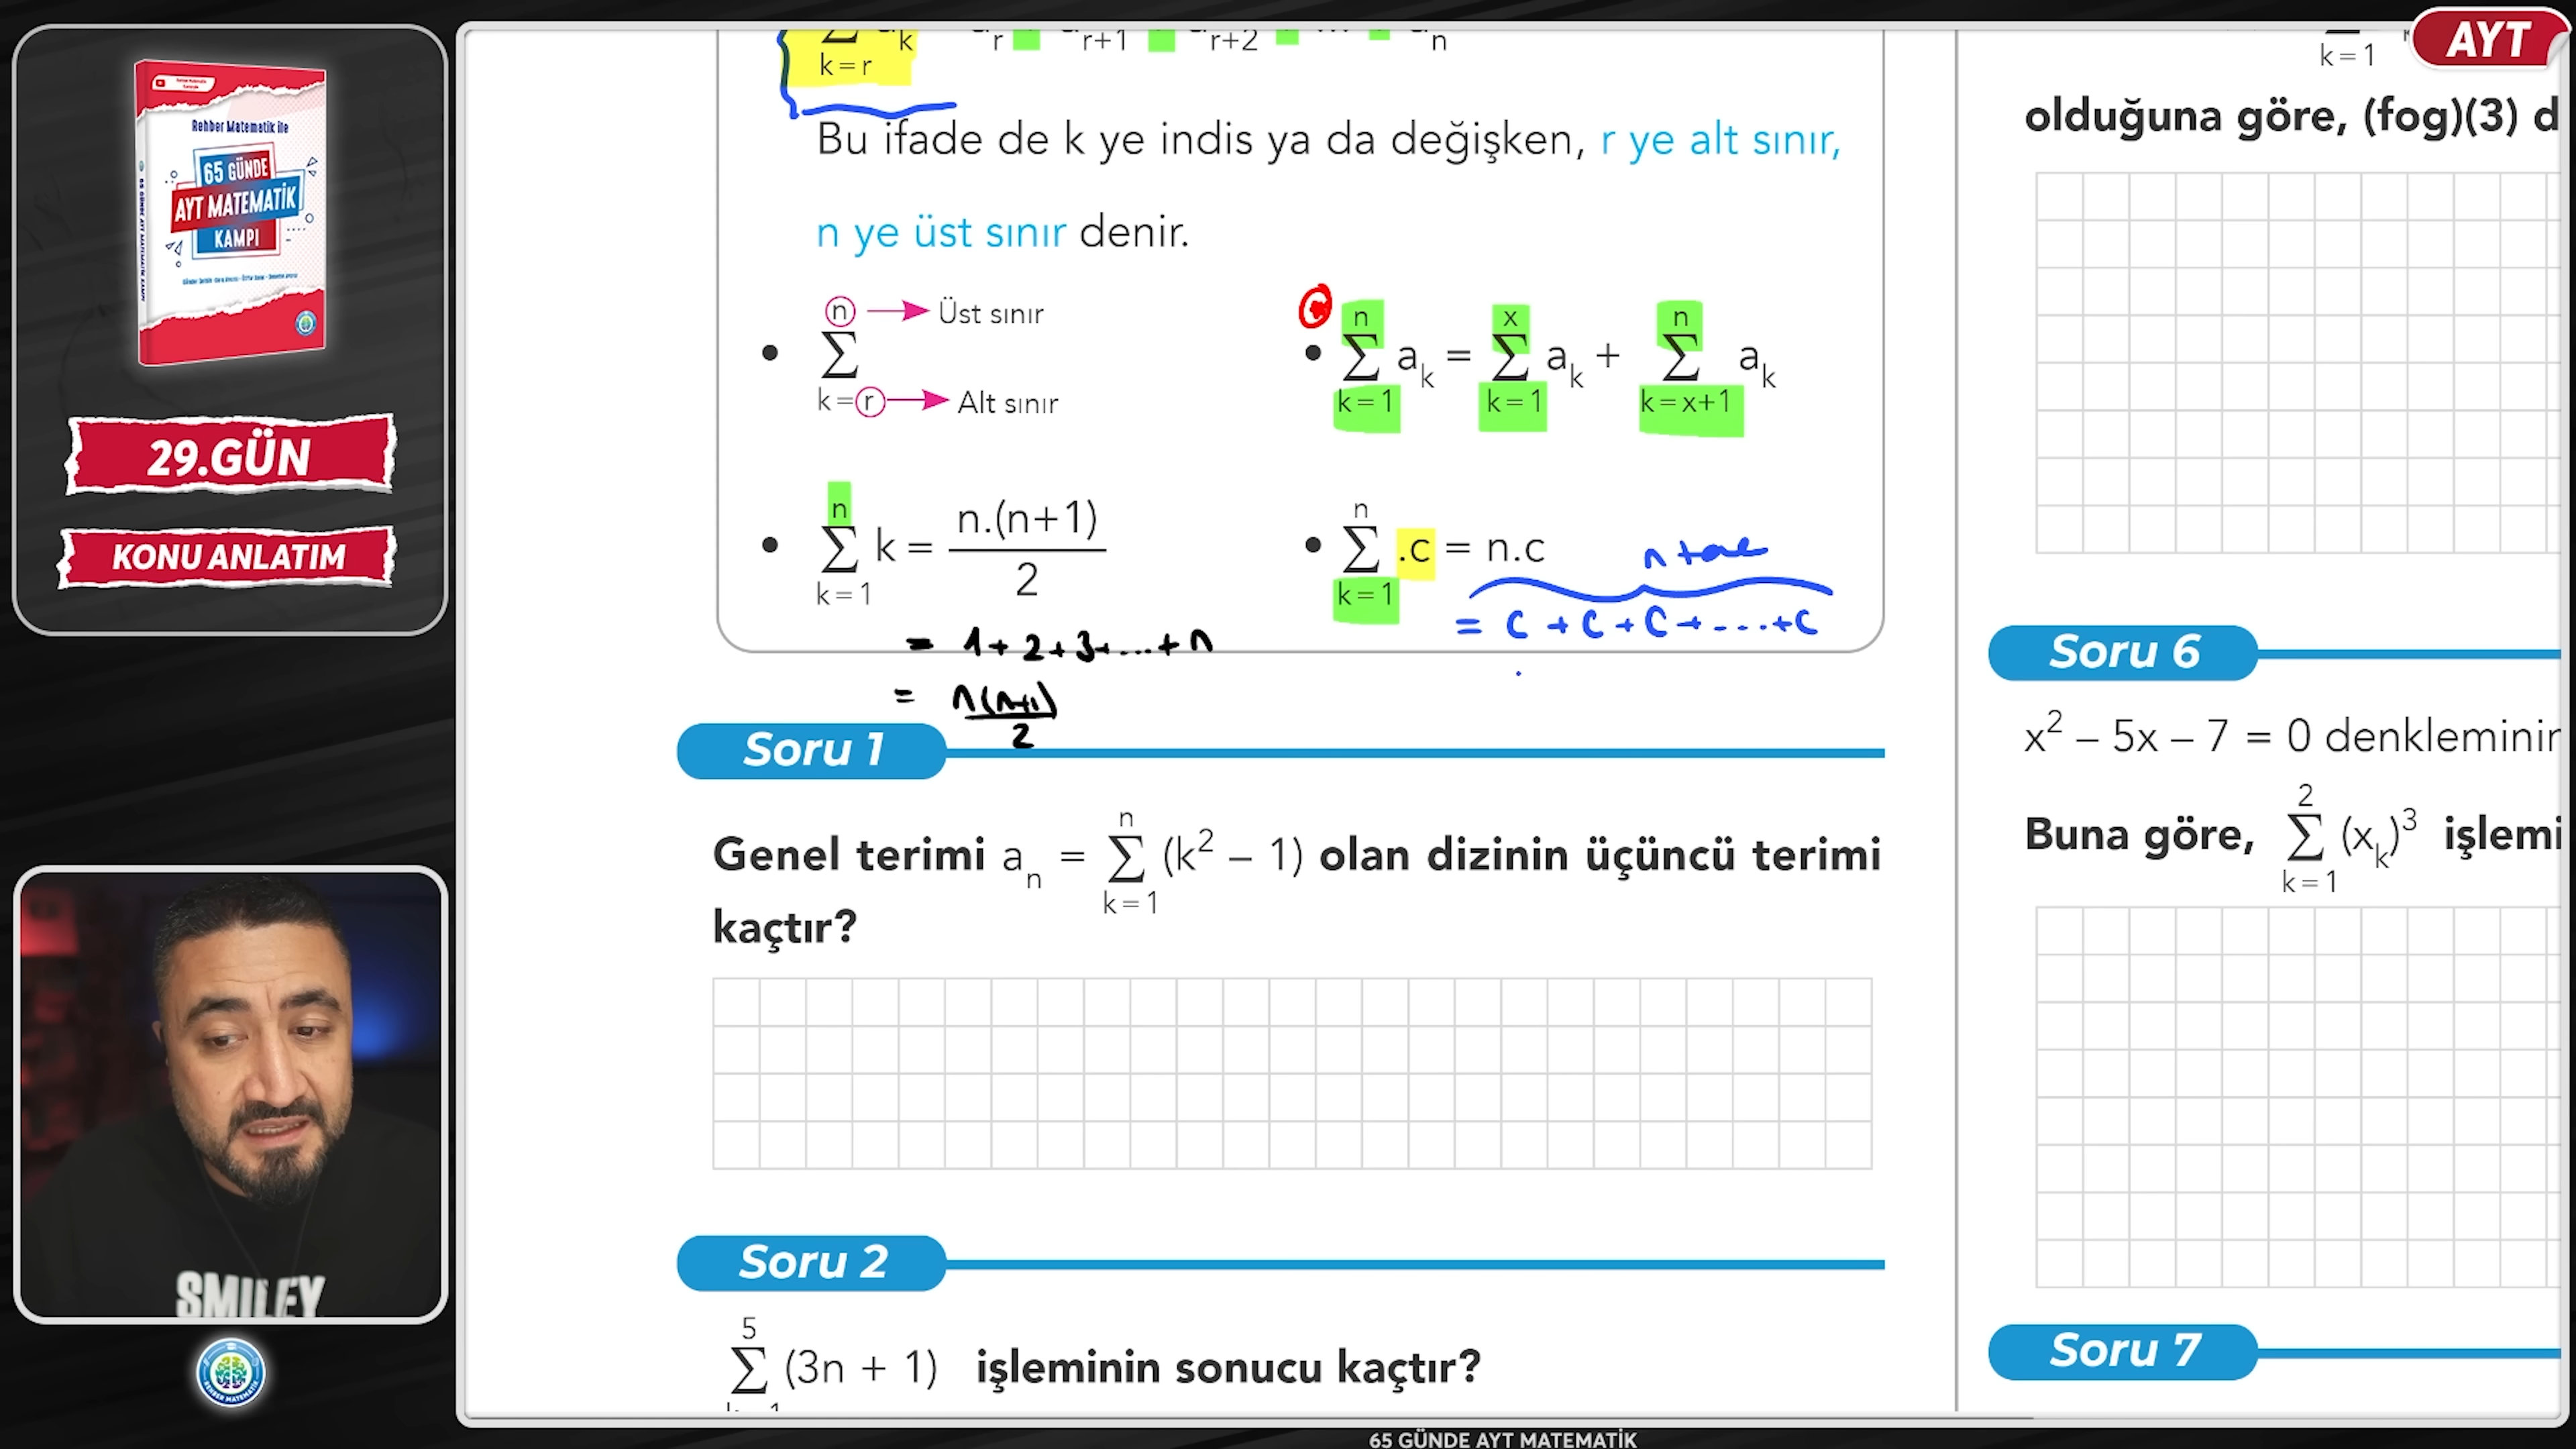 Rehber Matematik ile
65 GÜNDE
AYT MATEMATİK
KAMPI
29.GÜN
KONU ANLATIM
SMILEY
REHBER MATEMATİK
AYT
k = r
Bu ifade de k ye indis ya da değişken, r ye alt sınır,
n ye üst sınır denir.
n → Üst sınır
Σ
k = r → Alt sınır
n x n
Σ a_k = Σ a_k + Σ a_k
k = 1 k = 1 k = x+1
n
Σ k = n.(n+1) / 2
k = 1
= 1 + 2 + 3 + ... + n
= n(n+1) / 2
n
Σ .c = n.c
k = 1
n tane
= c + c + c + ... + c
Soru 1
Genel terimi a_n = Σ (k² – 1) olan dizinin üçüncü terimi
n
k = 1
kaçtır?
Soru 2
5
Σ (3n + 1) işleminin sonucu kaçtır?
k = 1
olduğuna göre, (fog)(3) d
Soru 6
x² – 5x – 7 = 0
2
Buna göre, Σ (x_k)³ işlemi
k = 1
Soru 7
65 GÜNDE AYT MATEMATİK